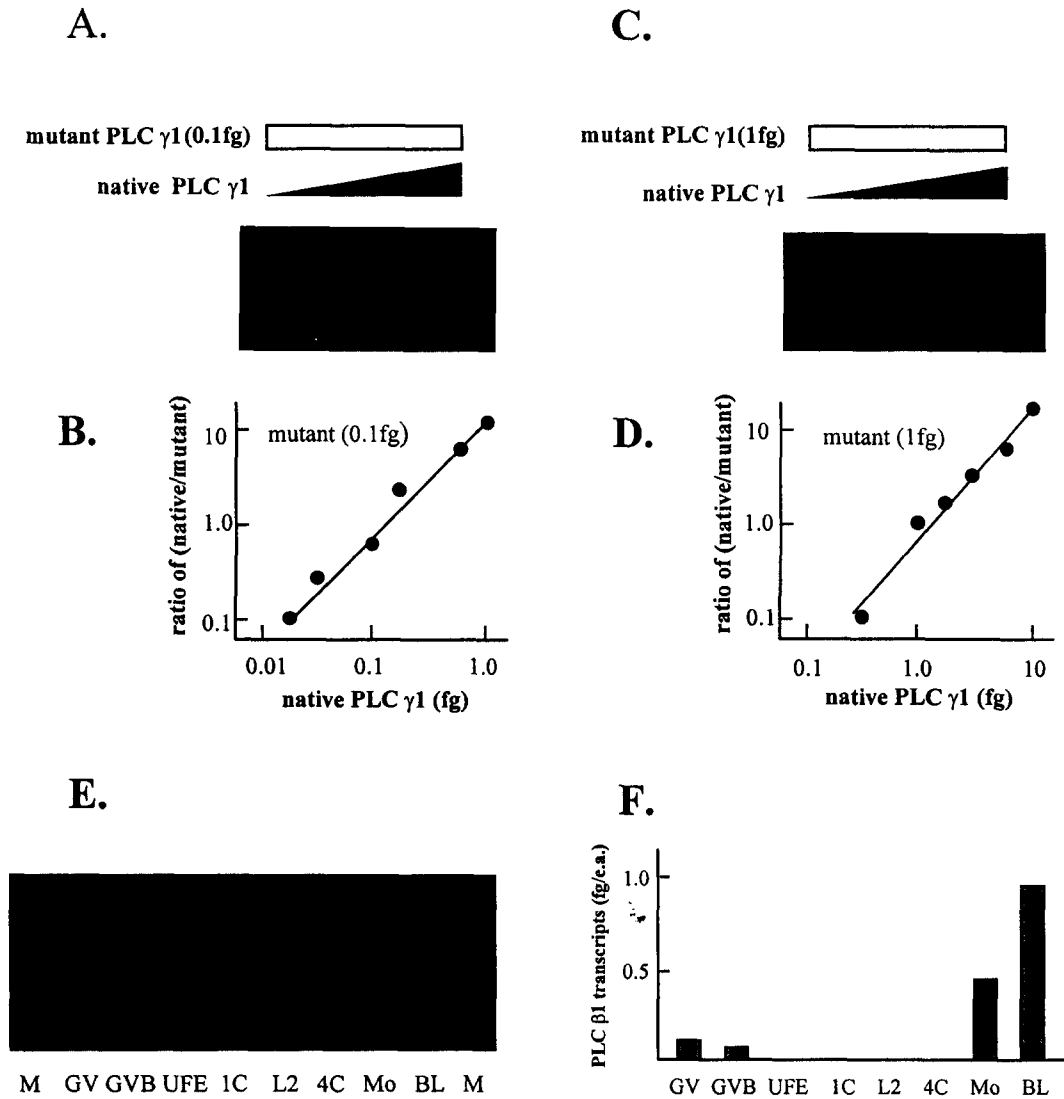 A.
mutant PLC γ1(0.1fg)
native PLC γ1
C.
mutant PLC γ1(1fg)
native PLC γ1
B.
ratio of (native/mutant)
10
1.0
0.1
mutant (0.1fg)
0.01 0.1 1.0
native PLC γ1 (fg)
D.
ratio of (native/mutant)
10
1.0
0.1
mutant (1fg)
0.1 1.0 10
native PLC γ1 (fg)
E.
M GV GVB UFE 1C L2 4C Mo BL M
F.
PLC β1 transcripts (fg/e.a.)
1.0
0.5
GV GVB UFE 1C L2 4C Mo BL